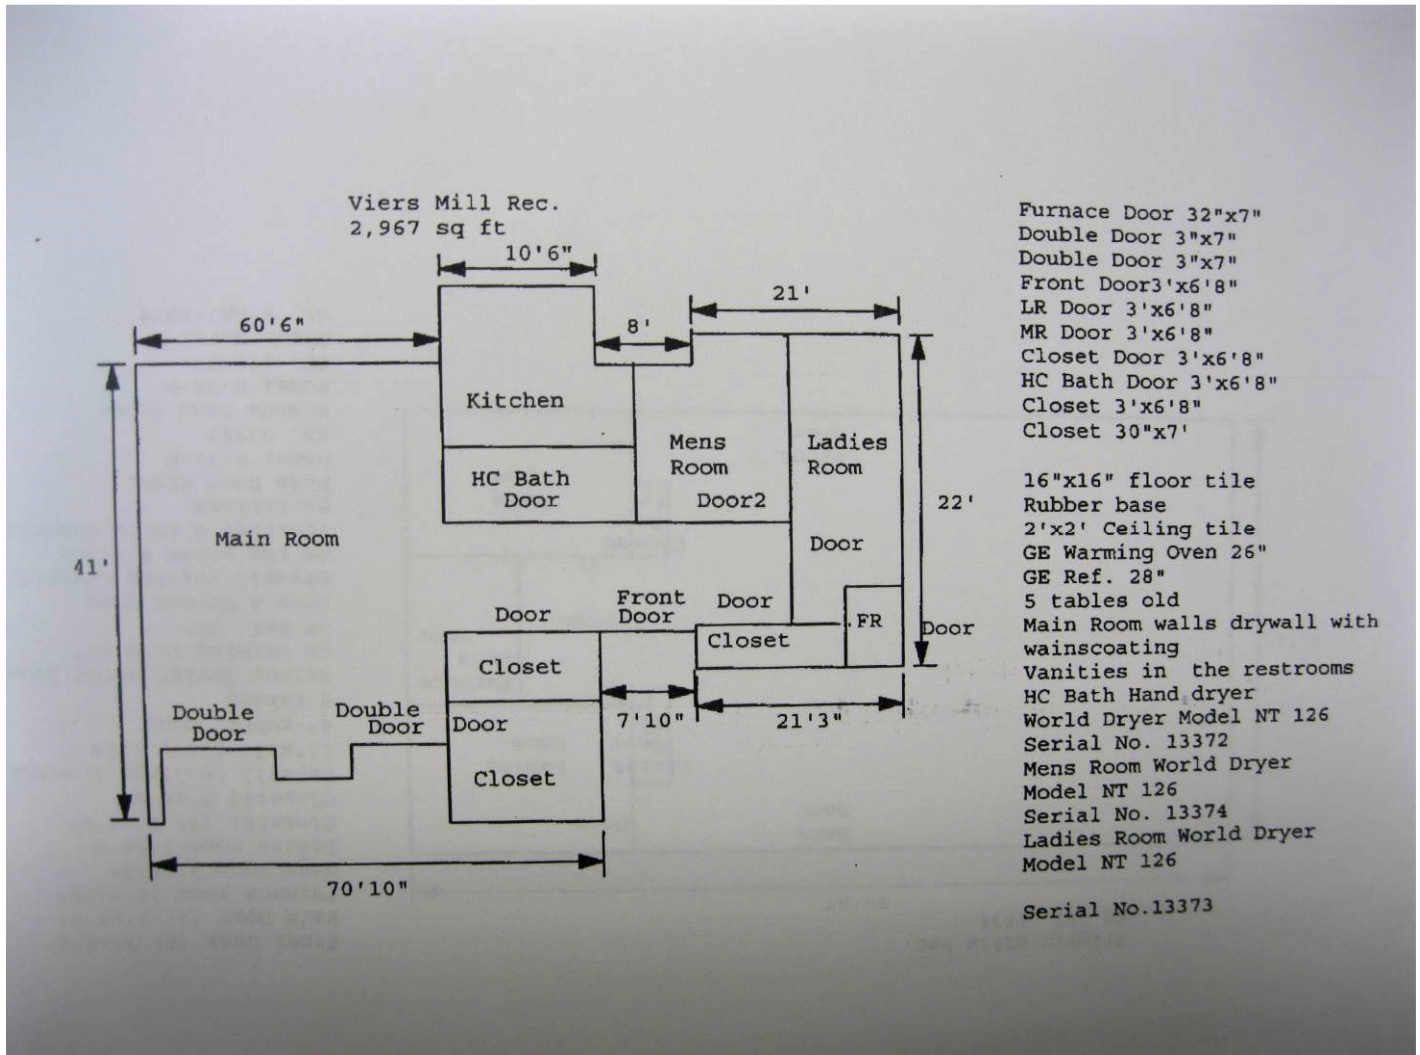 Viers Mill Rec.
2,967 sq ft
10'6"
21'
60'6"
8'
Kitchen
Mens
Room
Ladies
Room
HC Bath
Door
Door2
22'
Main Room
Door
41'
Front
Door
Door
Door
FR
Door
Closet
Closet
Double
Door
Double
Door
Door
7'10"
21'3"
Closet
70'10"
Furnace Door 32"x7"
Double Door 3"x7"
Double Door 3"x7"
Front Door3'x6'8"
LR Door 3'x6'8"
MR Door 3'x6'8"
Closet Door 3'x6'8"
HC Bath Door 3'x6'8"
Closet 3'x6'8"
Closet 30"x7'
16"x16" floor tile
Rubber base
2'x2' Ceiling tile
GE Warming Oven 26"
GE Ref. 28"
5 tables old
Main Room walls drywall with
wainscoating
Vanities in the restrooms
HC Bath Hand dryer
World Dryer Model NT 126
Serial No. 13372
Mens Room World Dryer
Model NT 126
Serial No. 13374
Ladies Room World Dryer
Model NT 126
Serial No.13373